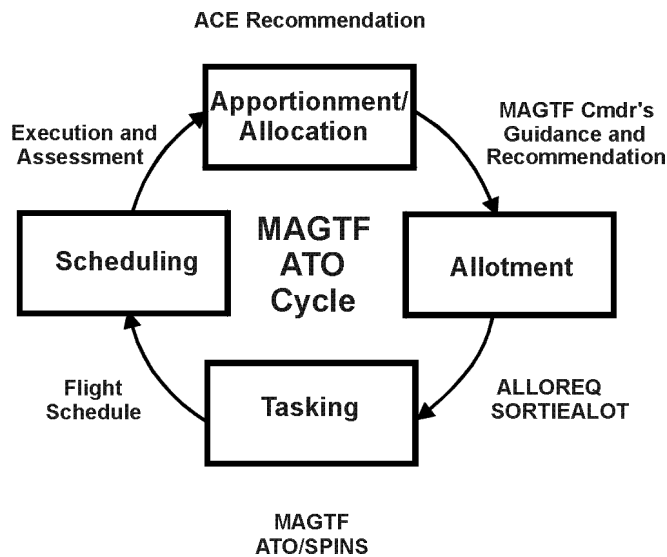 ACE Recommendation
Apportionment/
Allocation
Execution and
Assessment
MAGTF Cmdr's
Guidance and
Recommendation
Scheduling
MAGTF
ATO
Cycle
Allotment
Flight
Schedule
Tasking
ALLOREQ
SORTIEALOT
MAGTF
ATO/SPINS